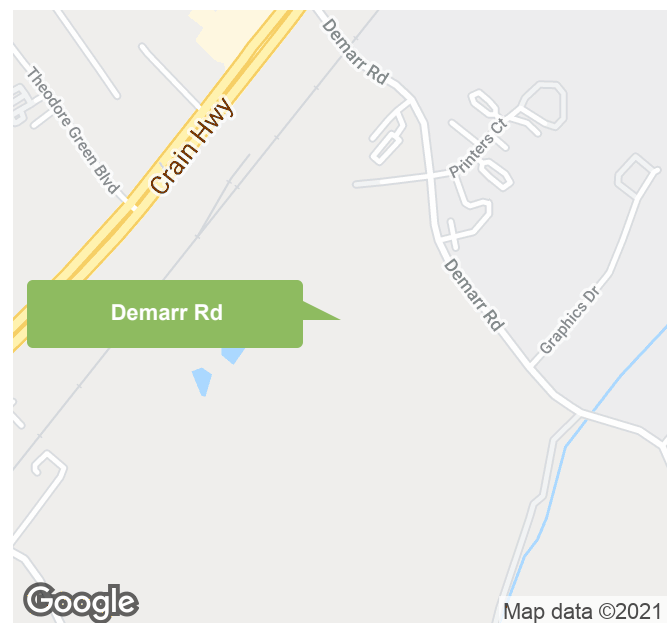 Demarr Rd
Theodore Green Blvd
Crain Hwy
Printers Ct
Demarr Rd
Demarr Rd
Graphics Dr
Google
Map data ©2021